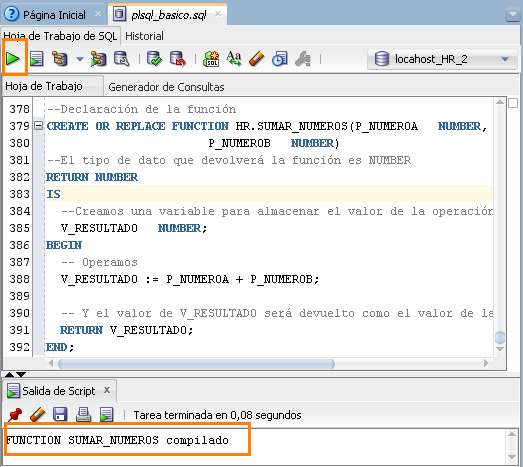 Página Inicial
plsql_basico.sql
Hoja de Trabajo de SQL Historial
locahost_HR_2
Hoja de Trabajo Generador de Consultas
378 --Declaración de la función
379 CREATE OR REPLACE FUNCTION HR.SUMAR_NUMEROS(P_NUMEROA NUMBER,
380 P_NUMEROB NUMBER)
381 --El tipo de dato que devolverá la función es NUMBER
382 RETURN NUMBER
383 IS
384 --Creamos una variable para almacenar el valor de la operación
385 V_RESULTADO NUMBER;
386 BEGIN
387 -- Operamos
388 V_RESULTADO := P_NUMEROA + P_NUMEROB;
389
390 -- Y el valor de V_RESULTADO será devuelto como el valor de la
391 RETURN V_RESULTADO;
392 END;
Salida de Script x
Tarea terminada en 0,08 segundos
FUNCTION SUMAR_NUMEROS compilado